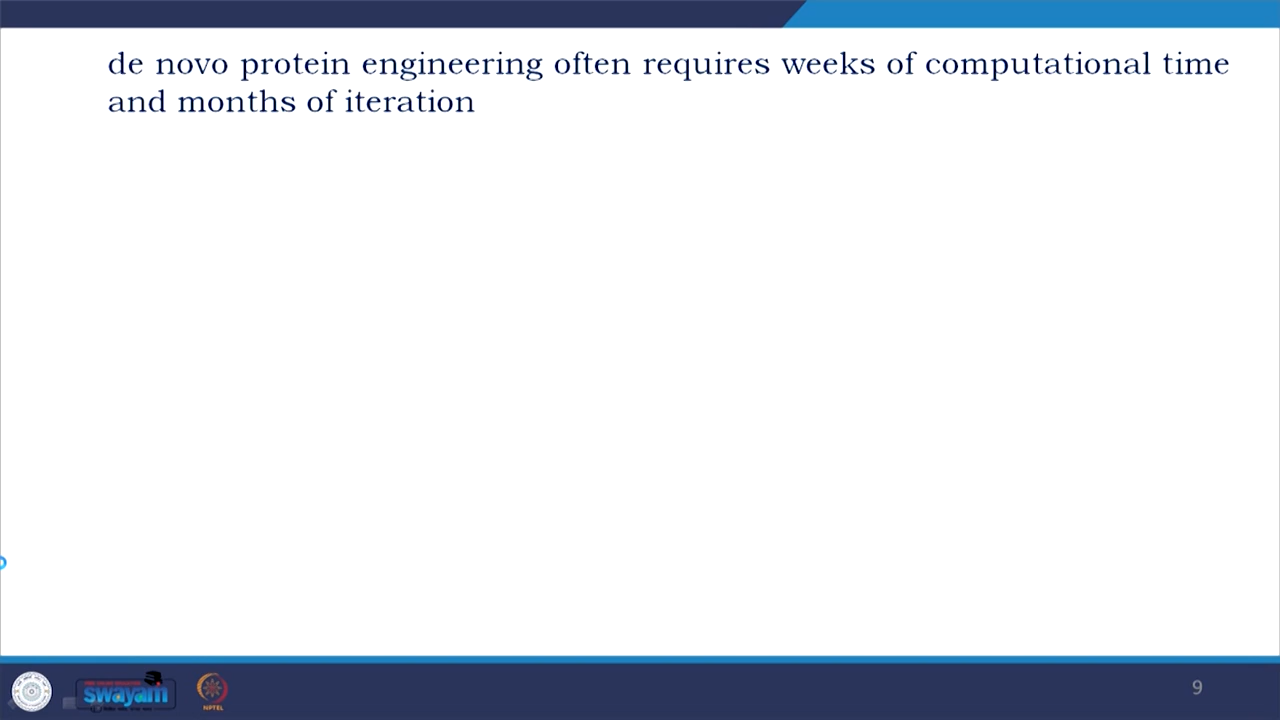 de novo protein engineering often requires weeks of computational time
and months of iteration
swayam
NPTEL
9